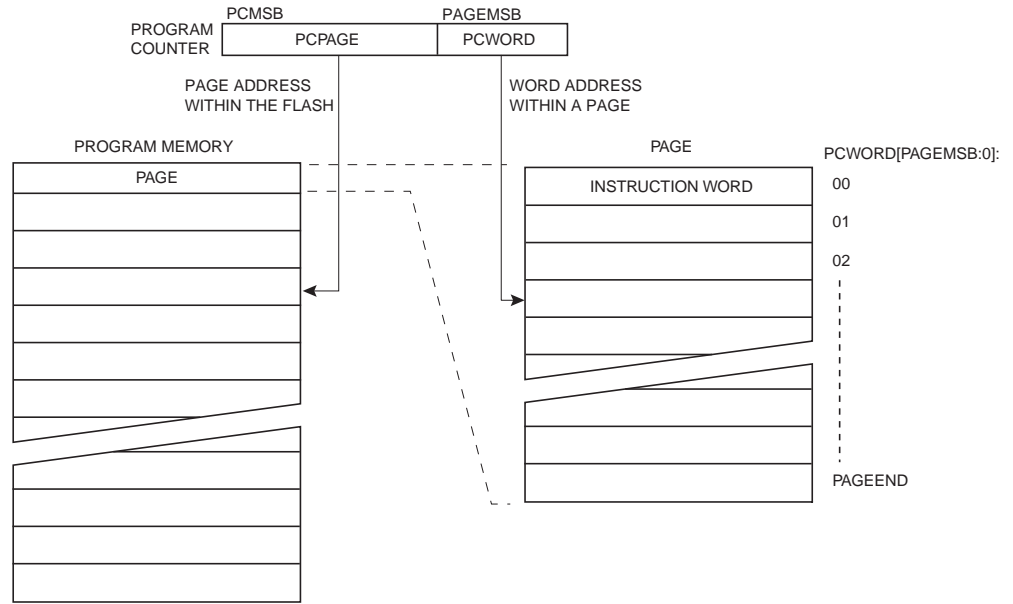 PCMSB
PAGEMSB
PROGRAM
COUNTER
PCPAGE
PCWORD
PAGE ADDRESS
WITHIN THE FLASH
WORD ADDRESS
WITHIN A PAGE
PROGRAM MEMORY
PAGE
PCWORD[PAGEMSB:0]:
PAGE
INSTRUCTION WORD
00
01
02
PAGEEND